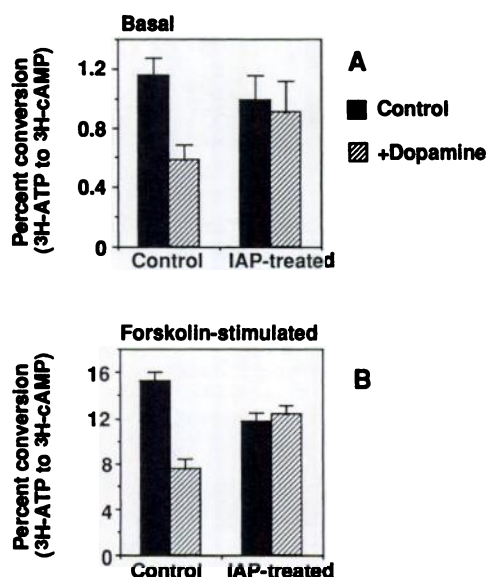 Basal
Percent conversion
(3H-ATP to 3H-cAMP)
1.2
0.8
0.4
0
Control
IAP-treated
A
Control
+Dopamine
Forskolin-stimulated
Percent conversion
(3H-ATP to 3H-cAMP)
16
12
8
4
0
Control
IAP-treated
B